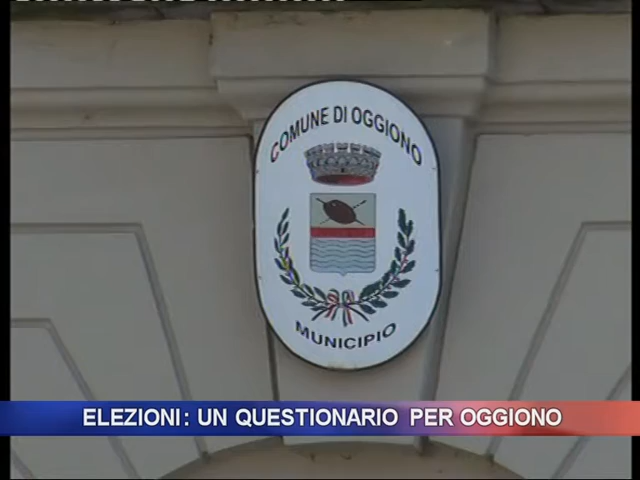 COMUNE DI OGGIONO
MUNICIPIO
ELEZIONI: UN QUESTIONARIO PER OGGIONO